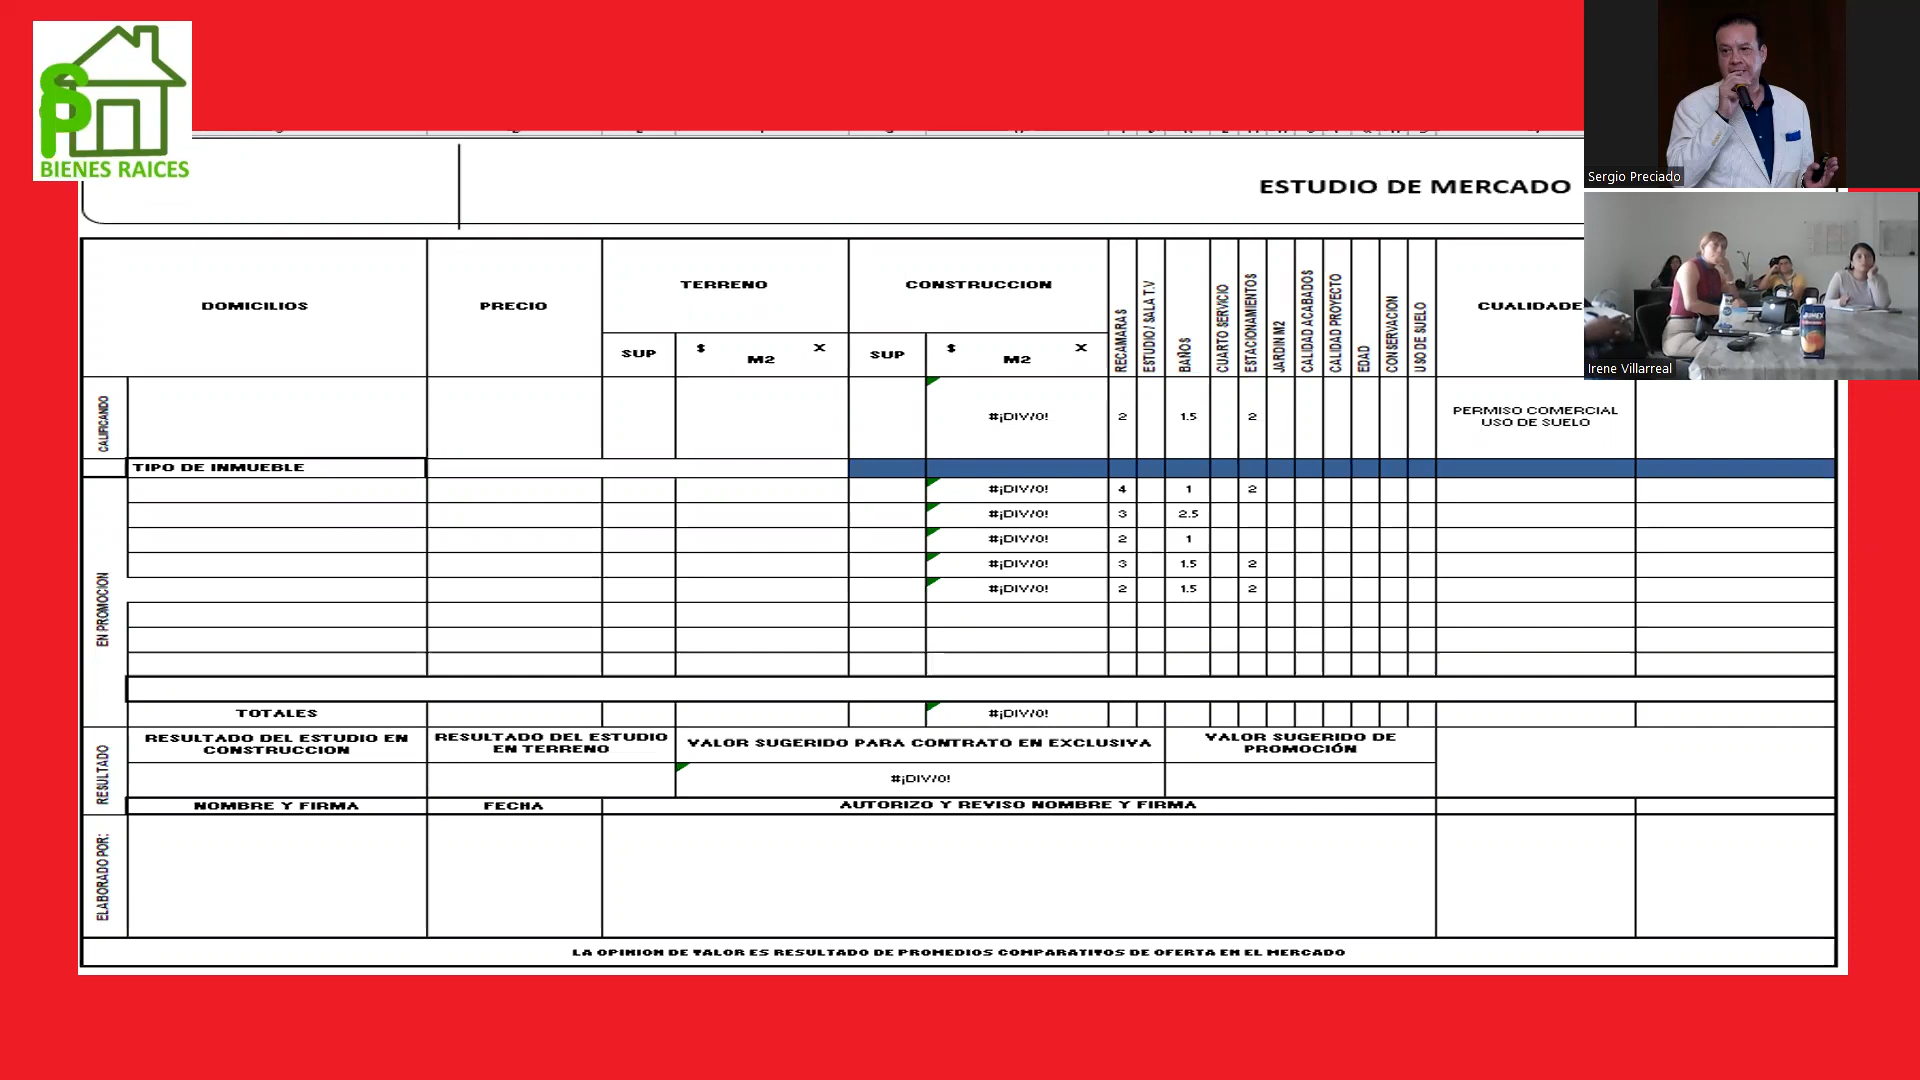 SP
BIENES RAICES
Sergio Preciado
Irene Villarreal
ESTUDIO DE MERCADO
DOMICILIOS
PRECIO
TERRENO
CONSTRUCCION
SUP
$ X
M2
SUP
$ X
M2
RECAMARAS
ESTUDIO / SALA T.V
BAÑOS
CUARTO SERVICIO
ESTACIONAMIENTOS
JARDIN M2
CALIDAD ACABADOS
CALIDAD PROYECTO
EDAD
CONSERVACION
USO DE SUELO
CUALIDADE
CALIFICANDO
#¡DIV/0! 2 1.5 2
PERMISO COMERCIAL
USO DE SUELO
TIPO DE INMUEBLE
EN PROMOCION
#¡DIV/0! 4 1 2
#¡DIV/0! 3 2.5
#¡DIV/0! 2 1
#¡DIV/0! 3 1.5 2
#¡DIV/0! 2 1.5 2
TOTALES #¡DIV/0!
RESULTADO
RESULTADO DEL ESTUDIO EN
CONSTRUCCION
RESULTADO DEL ESTUDIO
EN TERRENO
VALOR SUGERIDO PARA CONTRATO EN EXCLUSIVA
VALOR SUGERIDO DE
PROMOCIÓN
#¡DIV/0!
NOMBRE Y FIRMA
FECHA
AUTORIZO Y REVISO NOMBRE Y FIRMA
ELABORADO POR:
LA OPINION DE VALOR ES RESULTADO DE PROMEDIOS COMPARATIVOS DE OFERTA EN EL MERCADO